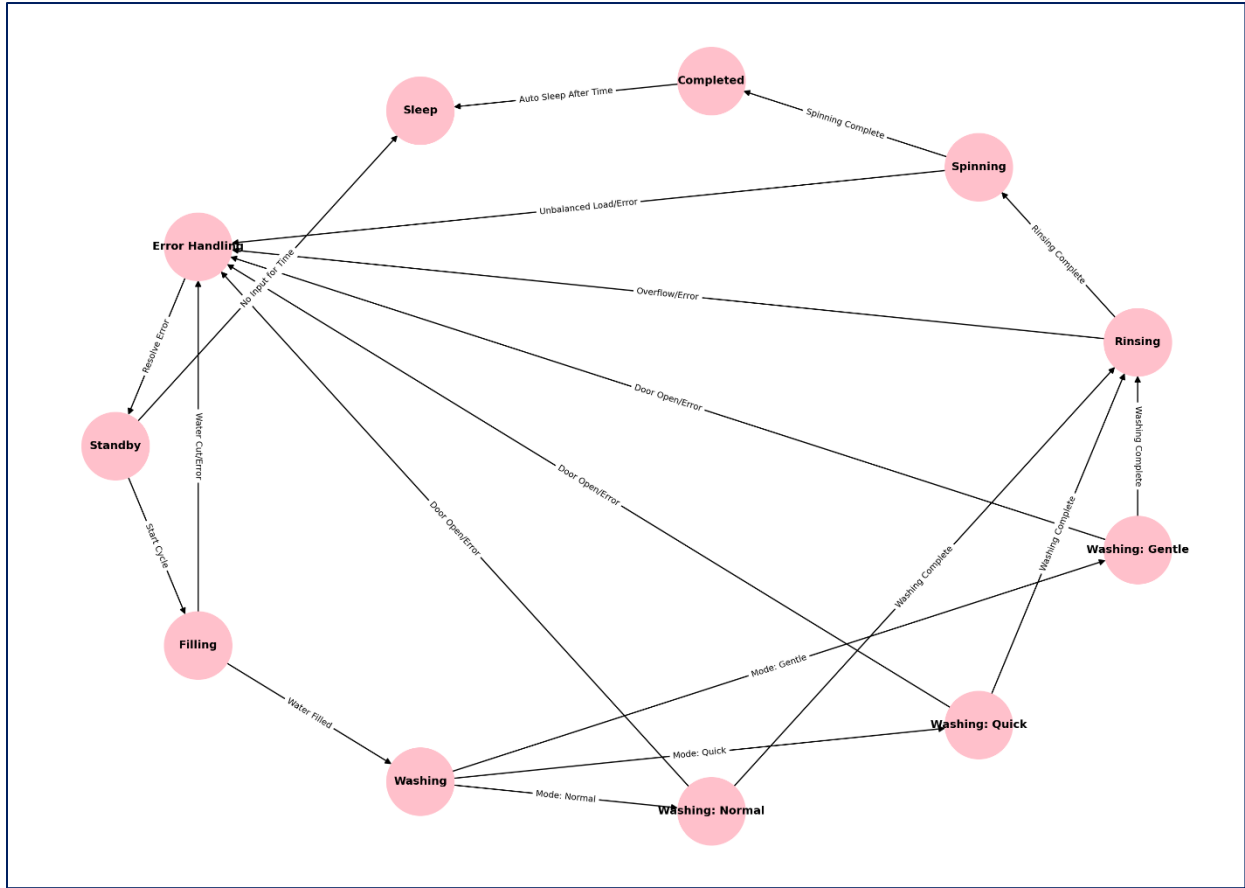 Completed
Sleep
Auto Sleep After Time
Spinning Complete
Spinning
Unbalanced Load/Error
Error Handling
Rinsing Complete
No Input for Time
Overflow/Error
Rinsing
Resolve Error
Door Open/Error
Standby
Water Cut/Error
Washing Complete
Door Open/Error
Door Open/Error
Start Cycle
Washing Complete
Washing: Gentle
Washing Complete
Filling
Mode: Gentle
Water Filled
Washing: Quick
Mode: Quick
Washing
Mode: Normal
Washing: Normal